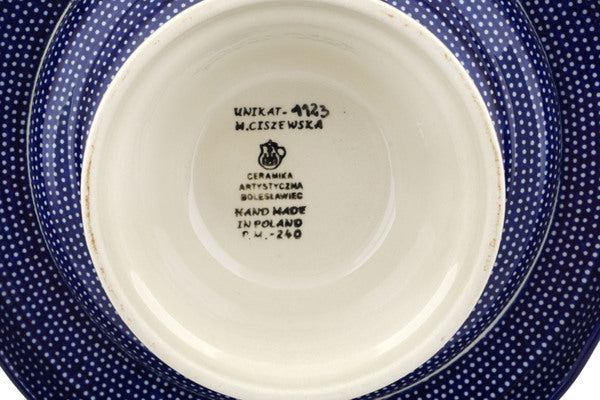 UNIKAT-4923
M.CISZEWSKA
CERAMIKA
ARTYSTYCZNA
BOLESŁAWIEC
HAND MADE
IN POLAND
P.M.-240